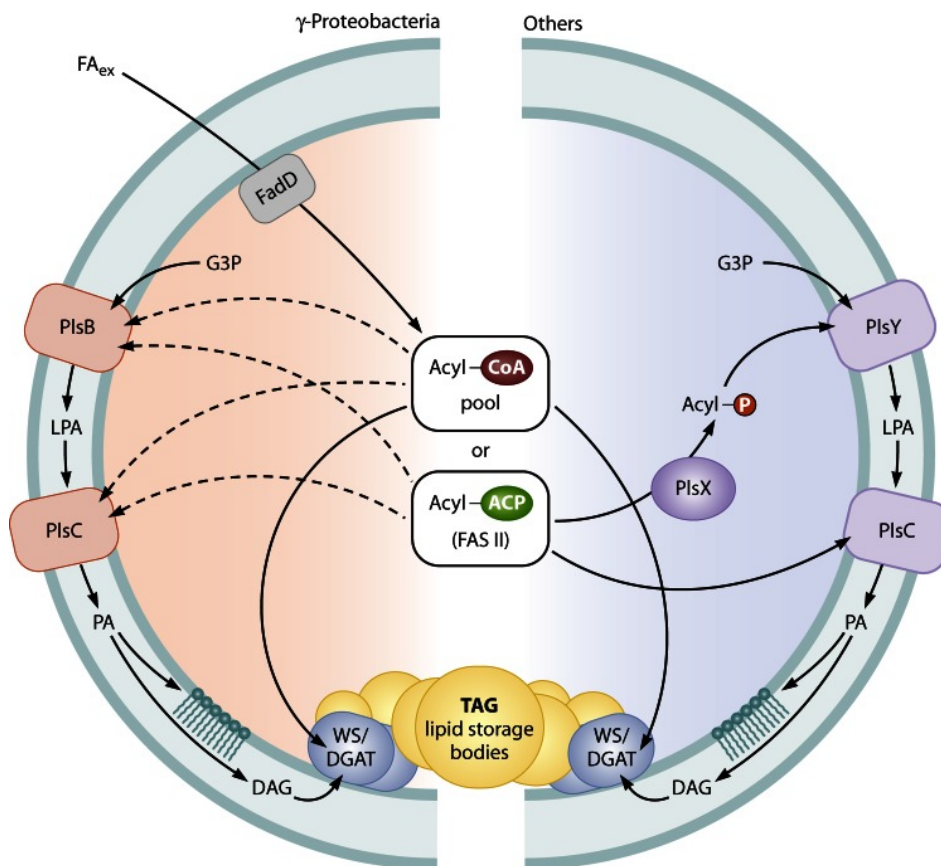 γ-Proteobacteria
Others
FAex
FadD
G3P
G3P
PlsB
PlsY
Acyl
CoA
pool
Acyl
P
LPA
LPA
or
PlsX
Acyl
ACP
(FAS II)
PlsC
PlsC
PA
PA
TAG
lipid storage
bodies
WS/
DGAT
WS/
DGAT
DAG
DAG